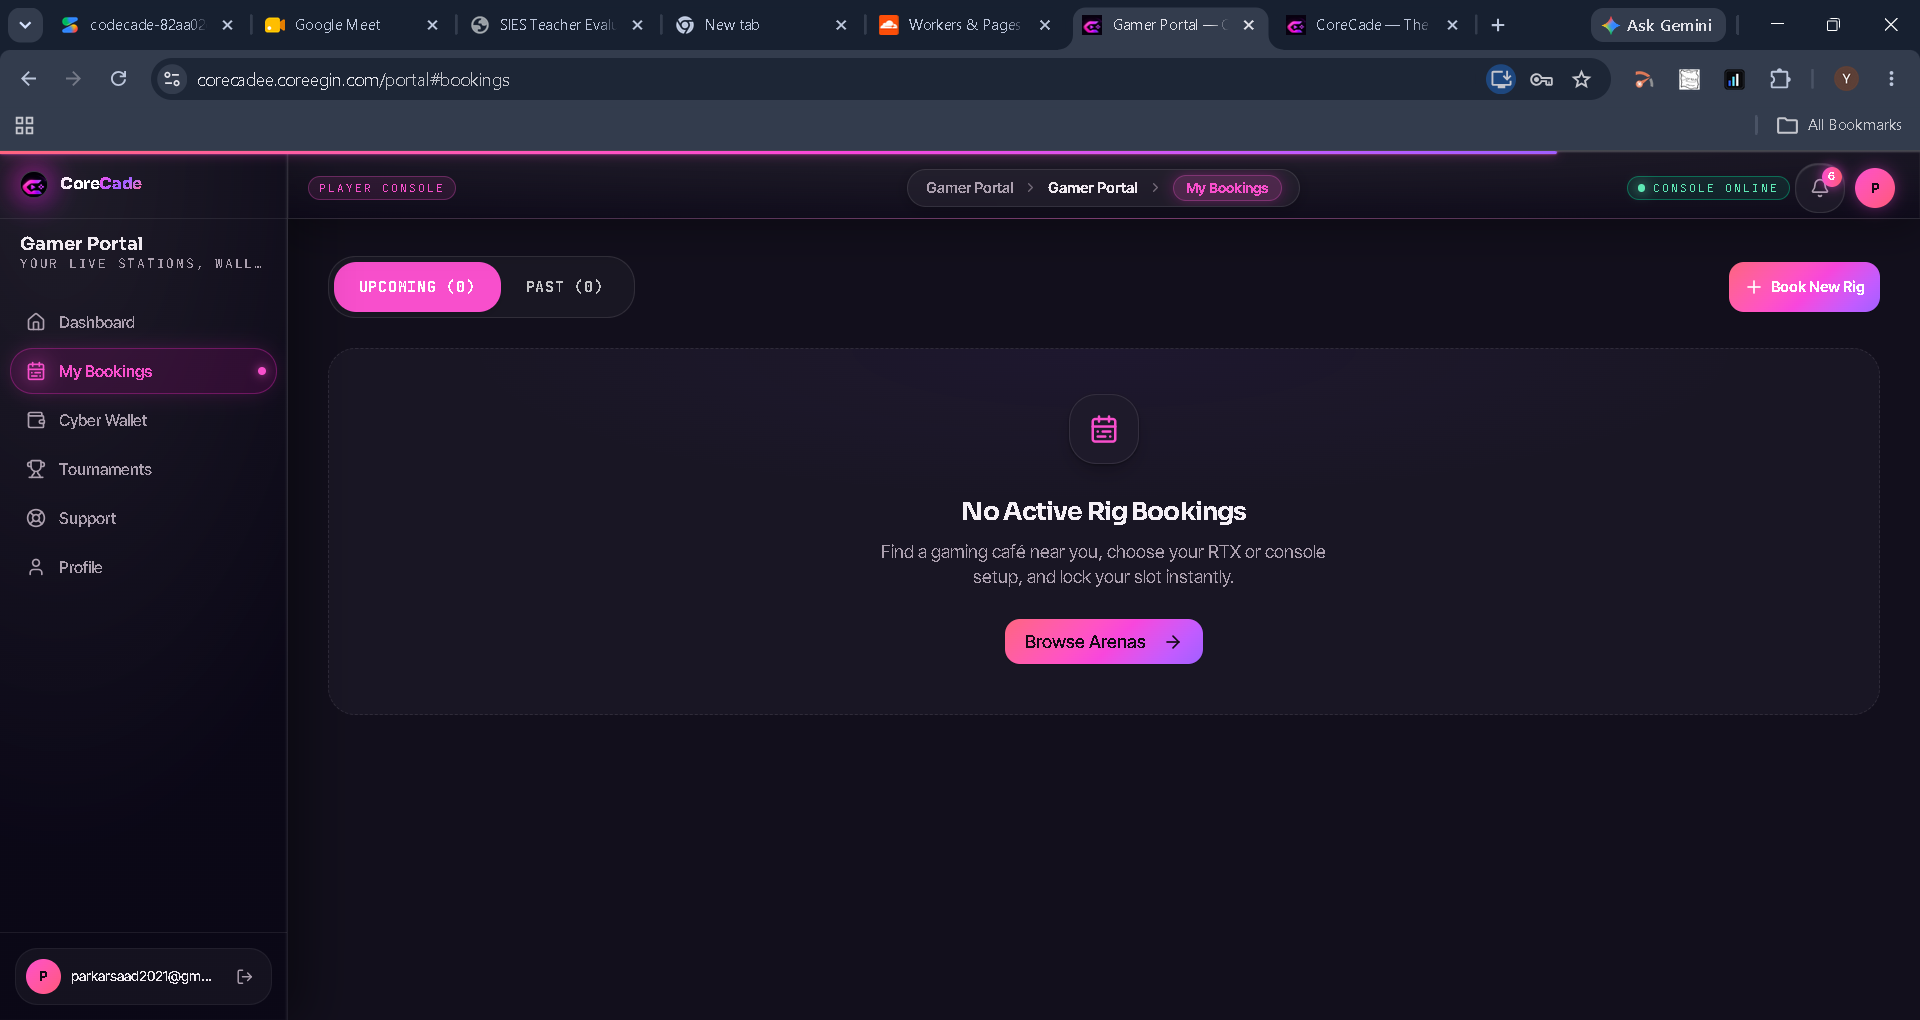 codecade-82aa02
Google Meet
SIES Teacher Evalu
New tab
Workers & Pages
Gamer Portal — C
CoreCade — The
Ask Gemini
corecadee.coreegin.com/portal#bookings
Y
All Bookmarks
CoreCade
PLAYER CONSOLE
Gamer Portal > Gamer Portal > My Bookings
CONSOLE ONLINE
6
P
Gamer Portal
YOUR LIVE STATIONS, WALL…
Dashboard
My Bookings
Cyber Wallet
Tournaments
Support
Profile
UPCOMING (0)
PAST (0)
+ Book New Rig
No Active Rig Bookings
Find a gaming café near you, choose your RTX or console
setup, and lock your slot instantly.
Browse Arenas →
P
parkarsaad2021@gm...